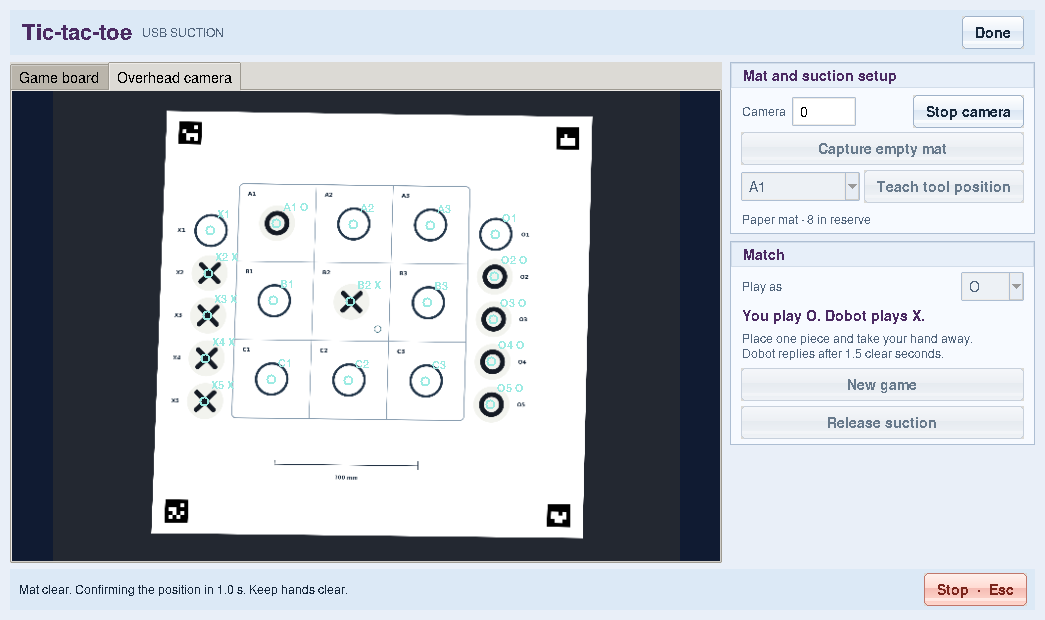 Tic-tac-toe USB SUCTION
Done
Game board
Overhead camera
A1
A2
A3
A1 O
A2
A3
X1
X1
O1
O1
X2
X2 X
B1
B2
B3
O2 O
O2
B1
B2 X
B3
X3
X3 X
O3 O
O3
X4 X
C1
C2
C3
O4 O
O4
C1
C2
C3
X5 X
O5 O
O5
100 mm
Mat and suction setup
Camera 0
Stop camera
Capture empty mat
A1
Teach tool position
Paper mat · 8 in reserve
Match
Play as O
You play O. Dobot plays X.
Place one piece and take your hand away.
Dobot replies after 1.5 clear seconds.
New game
Release suction
Mat clear. Confirming the position in 1.0 s. Keep hands clear.
Stop · Esc